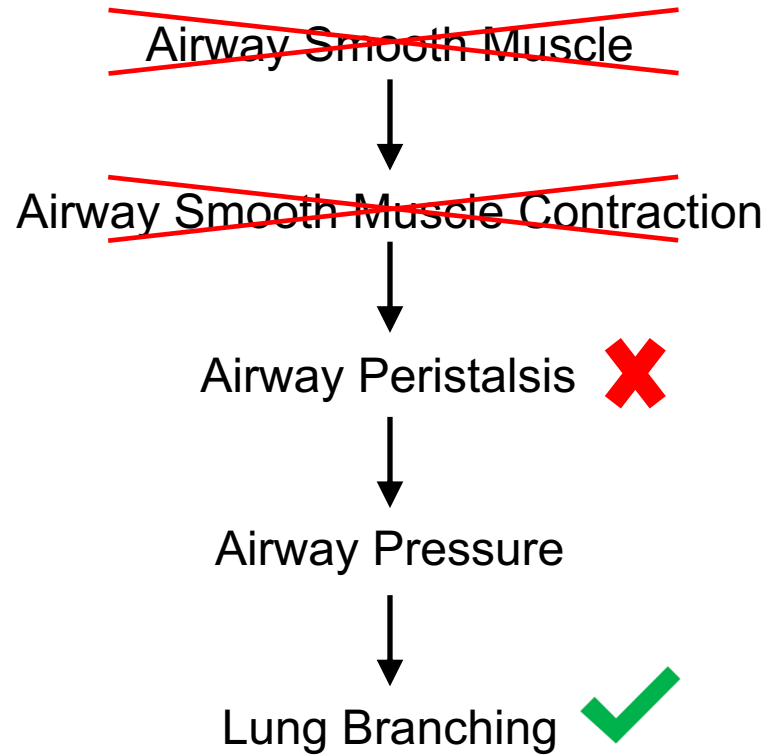 Airway Smooth Muscle
Airway Smooth Muscle Contraction
Airway Peristalsis
Airway Pressure
Lung Branching